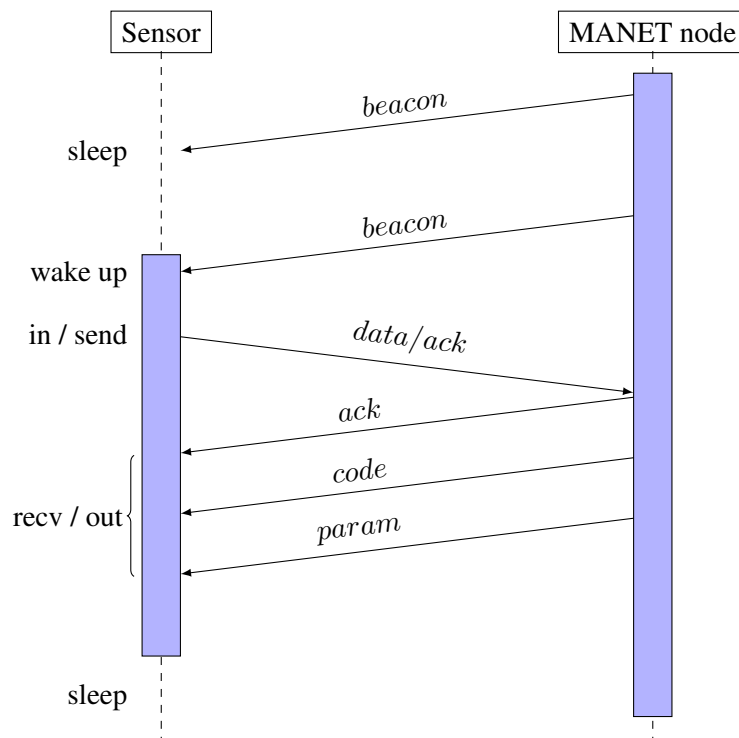 Sensor
MANET node
beacon
sleep
beacon
wake up
in / send
data/ack
ack
code
recv / out
param
sleep